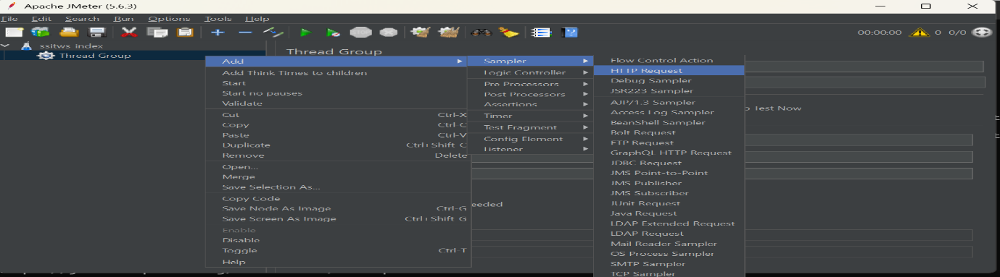 Apache JMeter (5.6.3)
File Edit Search Run Options Tools Help
00:00:00 0 0/0
ssitws index
Thread Group
Thread Group
Add
Add Think Times to children
Start
Start no pauses
Validate
Cut Ctrl-X
Copy Ctrl-C
Paste Ctrl-V
Duplicate Ctrl+Shift C
Remove Delete
Open...
Merge
Save Selection As...
Copy Code
Save Node As Image Ctrl-G
Save Screen As Image Ctrl+Shift-G
Enable
Disable
Toggle Ctrl-T
Help
Sampler
Logic Controller
Pre Processors
Post Processors
Assertions
Timer
Test Fragment
Config Element
Listener
Flow Control Action
HTTP Request
Debug Sampler
JSR223 Sampler
AJP/1.3 Sampler
Access Log Sampler
BeanShell Sampler
Bolt Request
FTP Request
GraphQL HTTP Request
JDBC Request
JMS Point-to-Point
JMS Publisher
JMS Subscriber
JUnit Request
Java Request
LDAP Extended Request
LDAP Request
Mail Reader Sampler
OS Process Sampler
SMTP Sampler
TCP Sampler
Test Now
eeded